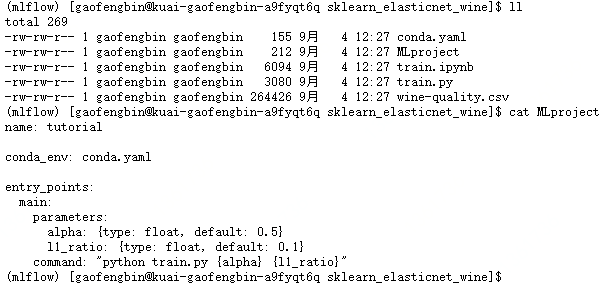 (mlflow) [gaofengbin@kuai-gaofengbin-a9fyqt6q sklearn_elasticnet_wine]$ ll
total 269
-rw-rw-r-- 1 gaofengbin gaofengbin    155 9月   4 12:27 conda.yaml
-rw-rw-r-- 1 gaofengbin gaofengbin    212 9月   4 12:27 MLproject
-rw-rw-r-- 1 gaofengbin gaofengbin   6094 9月   4 12:27 train.ipynb
-rw-rw-r-- 1 gaofengbin gaofengbin   3080 9月   4 12:27 train.py
-rw-rw-r-- 1 gaofengbin gaofengbin 264426 9月   4 12:27 wine-quality.csv
(mlflow) [gaofengbin@kuai-gaofengbin-a9fyqt6q sklearn_elasticnet_wine]$ cat MLproject
name: tutorial

conda_env: conda.yaml

entry_points:
  main:
    parameters:
      alpha: {type: float, default: 0.5}
      l1_ratio: {type: float, default: 0.1}
    command: "python train.py {alpha} {l1_ratio}"
(mlflow) [gaofengbin@kuai-gaofengbin-a9fyqt6q sklearn_elasticnet_wine]$